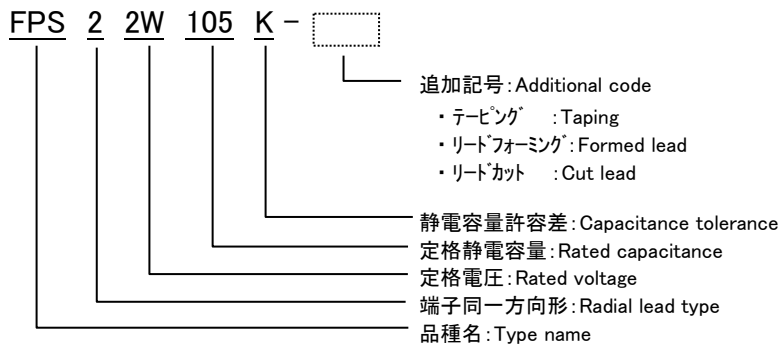 FPS 2 2W 105 K -
追加記号:Additional code
・ﾃｰﾋﾟﾝｸﾞ :Taping
・ﾘｰﾄﾞﾌｫｰﾐﾝｸﾞ:Formed lead
・ﾘｰﾄﾞｶｯﾄ :Cut lead
静電容量許容差:Capacitance tolerance
定格静電容量:Rated capacitance
定格電圧:Rated voltage
端子同一方向形:Radial lead type
品種名:Type name